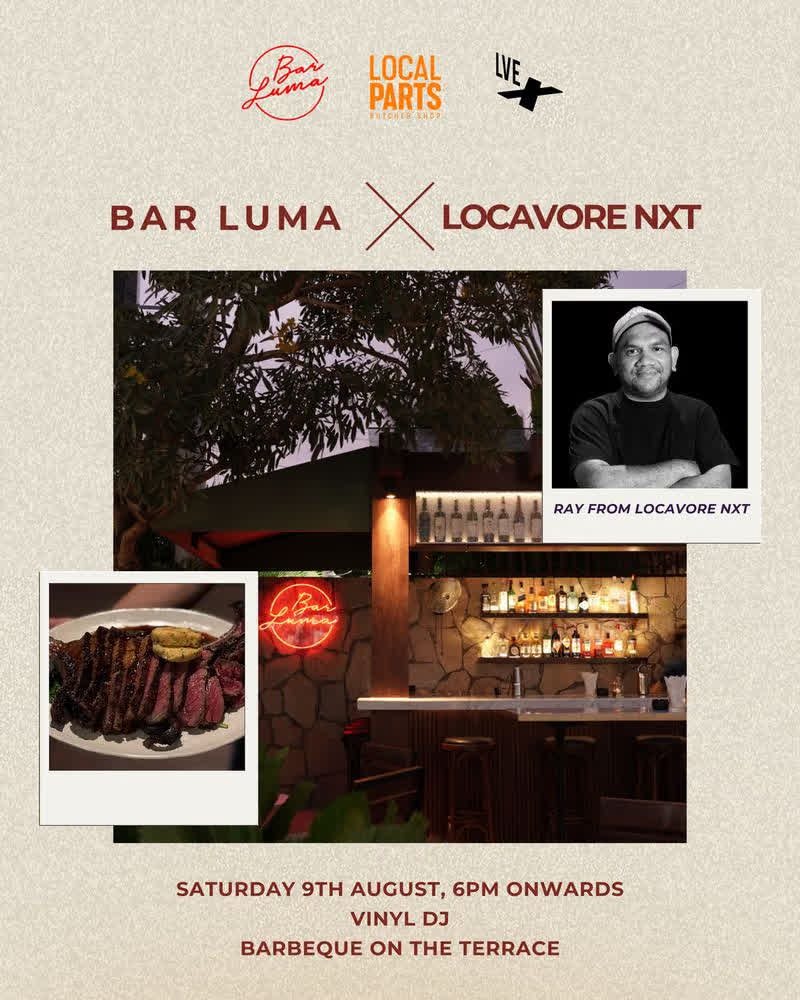 Bar
Luma
LOCAL
PARTS
BUTCHER SHOP
LVE
BAR LUMA X LOCAVORE NXT
RAY FROM LOCAVORE NXT
Bar
Luma
SATURDAY 9TH AUGUST, 6PM ONWARDS
VINYL DJ
BARBEQUE ON THE TERRACE